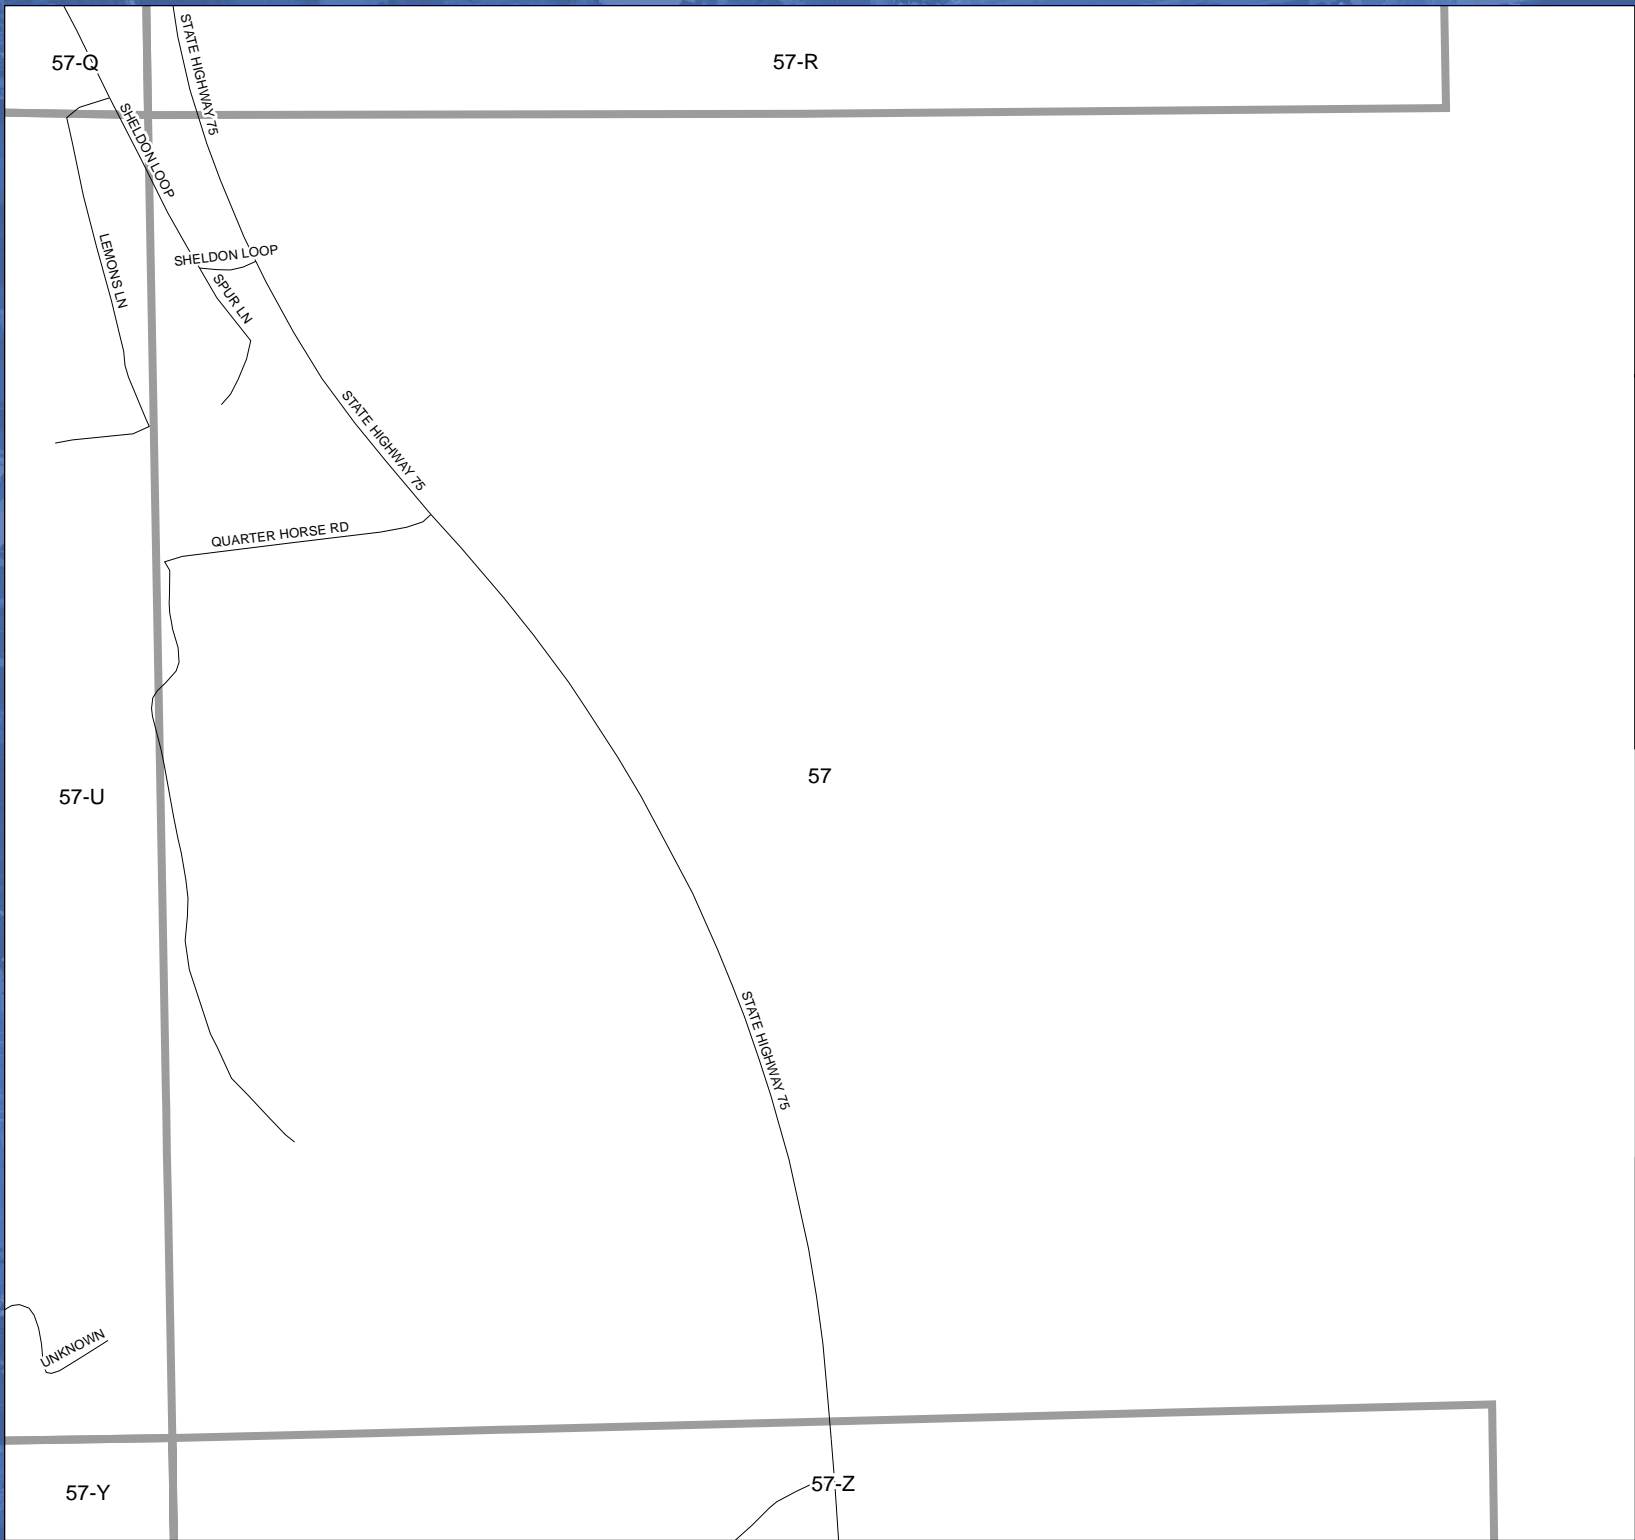 57-Q
57-R
STATE HIGHWAY 75
SHELDON LOOP
LEMONS LN
SHELDON LOOP
SPUR LN
STATE HIGHWAY 75
QUARTER HORSE RD
57
57-U
STATE HIGHWAY 75
UNKNOWN
57-Y
57-Z